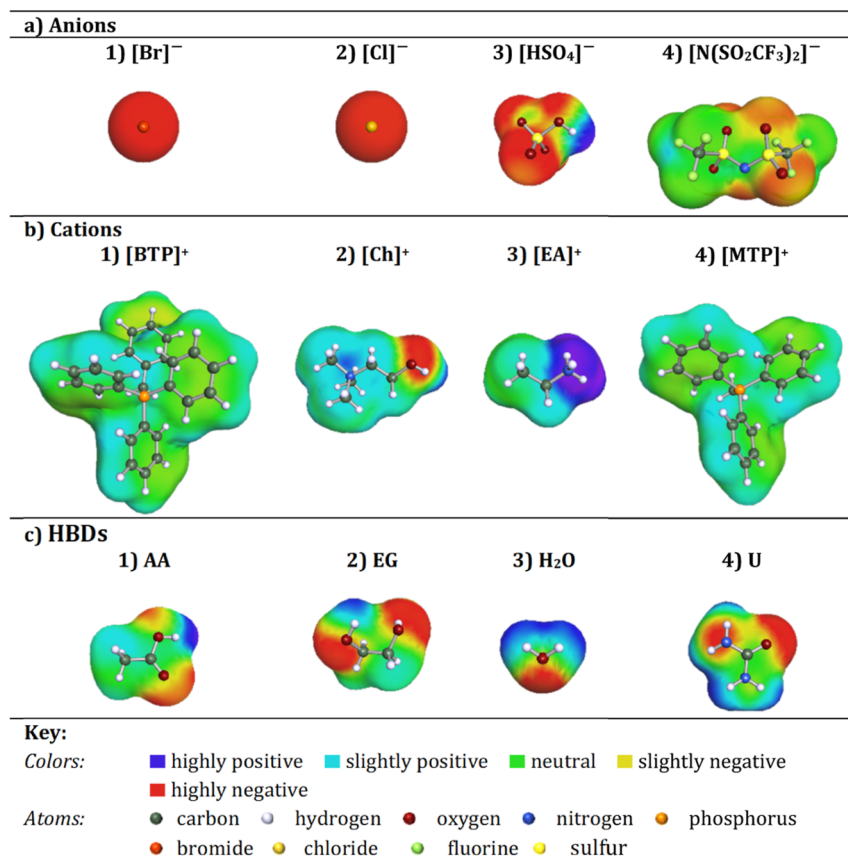 a) Anions
1) [Br]⁻ 2) [Cl]⁻ 3) [HSO₄]⁻ 4) [N(SO₂CF₃)₂]⁻
b) Cations
1) [BTP]⁺ 2) [Ch]⁺ 3) [EA]⁺ 4) [MTP]⁺
c) HBDs
1) AA 2) EG 3) H₂O 4) U
Key:
Colors: highly positive slightly positive neutral slightly negative
highly negative
Atoms: carbon hydrogen oxygen nitrogen phosphorus
bromide chloride fluorine sulfur